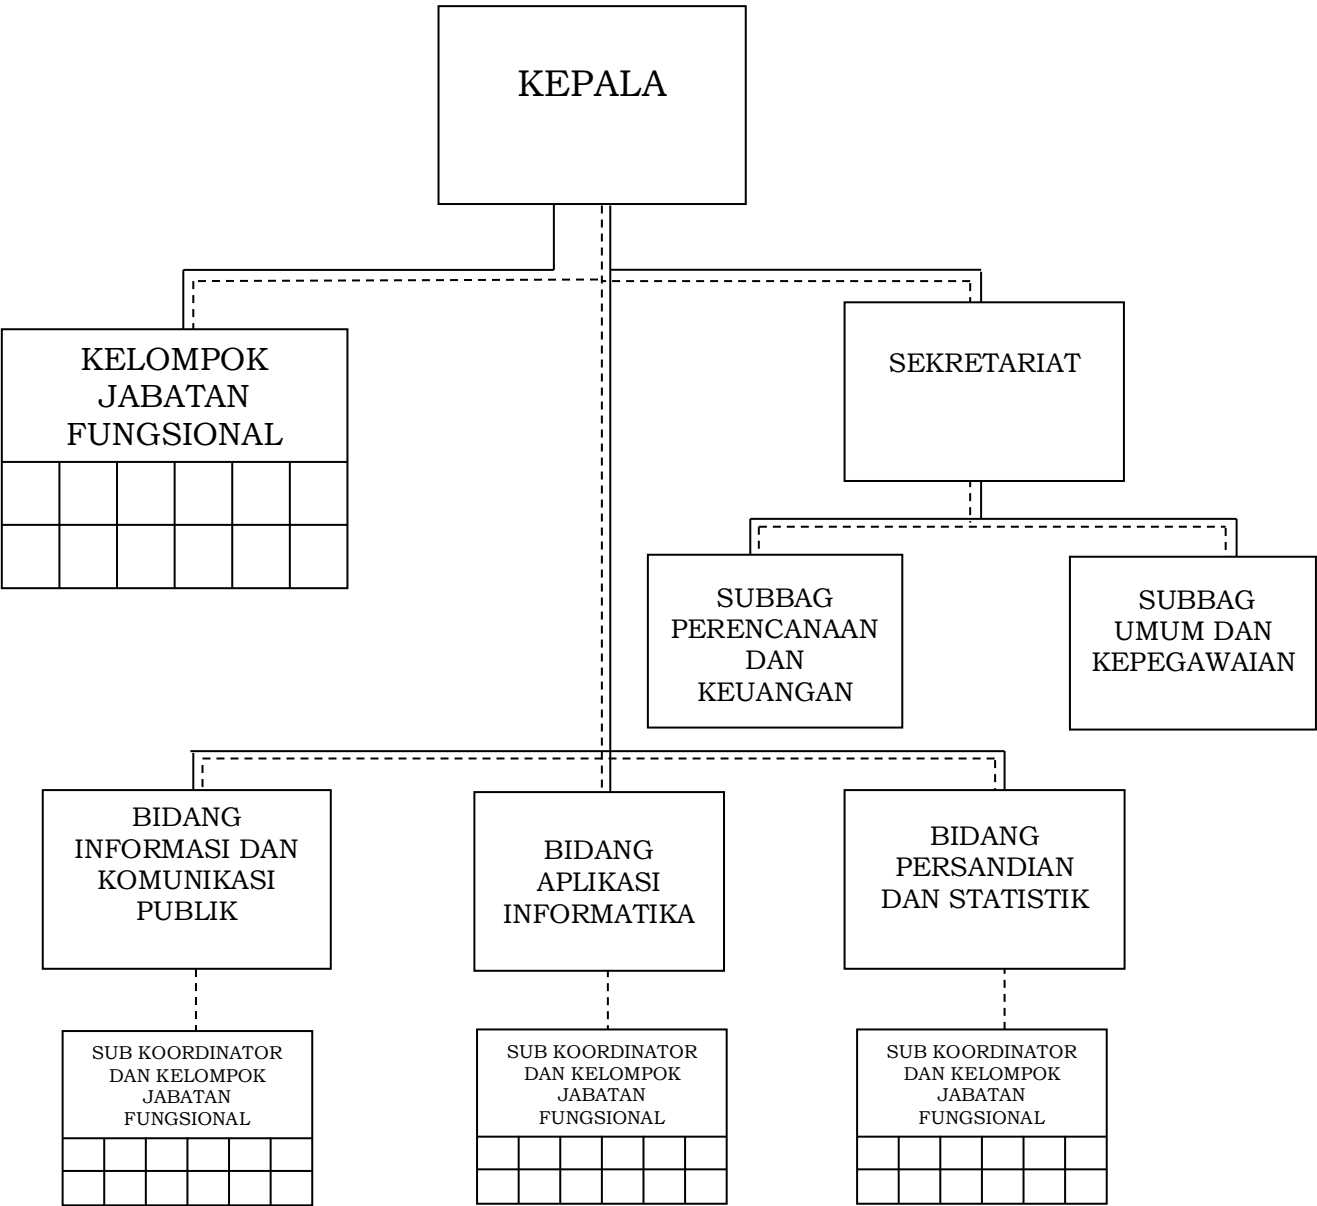 KEPALA
KELOMPOK
JABATAN
FUNGSIONAL
SEKRETARIAT
SUBBAG
PERENCANAAN
DAN
KEUANGAN
SUBBAG
UMUM DAN
KEPEGAWAIAN
BIDANG
INFORMASI DAN
KOMUNIKASI
PUBLIK
BIDANG
APLIKASI
INFORMATIKA
BIDANG
PERSANDIAN
DAN STATISTIK
SUB KOORDINATOR
DAN KELOMPOK
JABATAN
FUNGSIONAL
SUB KOORDINATOR
DAN KELOMPOK
JABATAN
FUNGSIONAL
SUB KOORDINATOR
DAN KELOMPOK
JABATAN
FUNGSIONAL